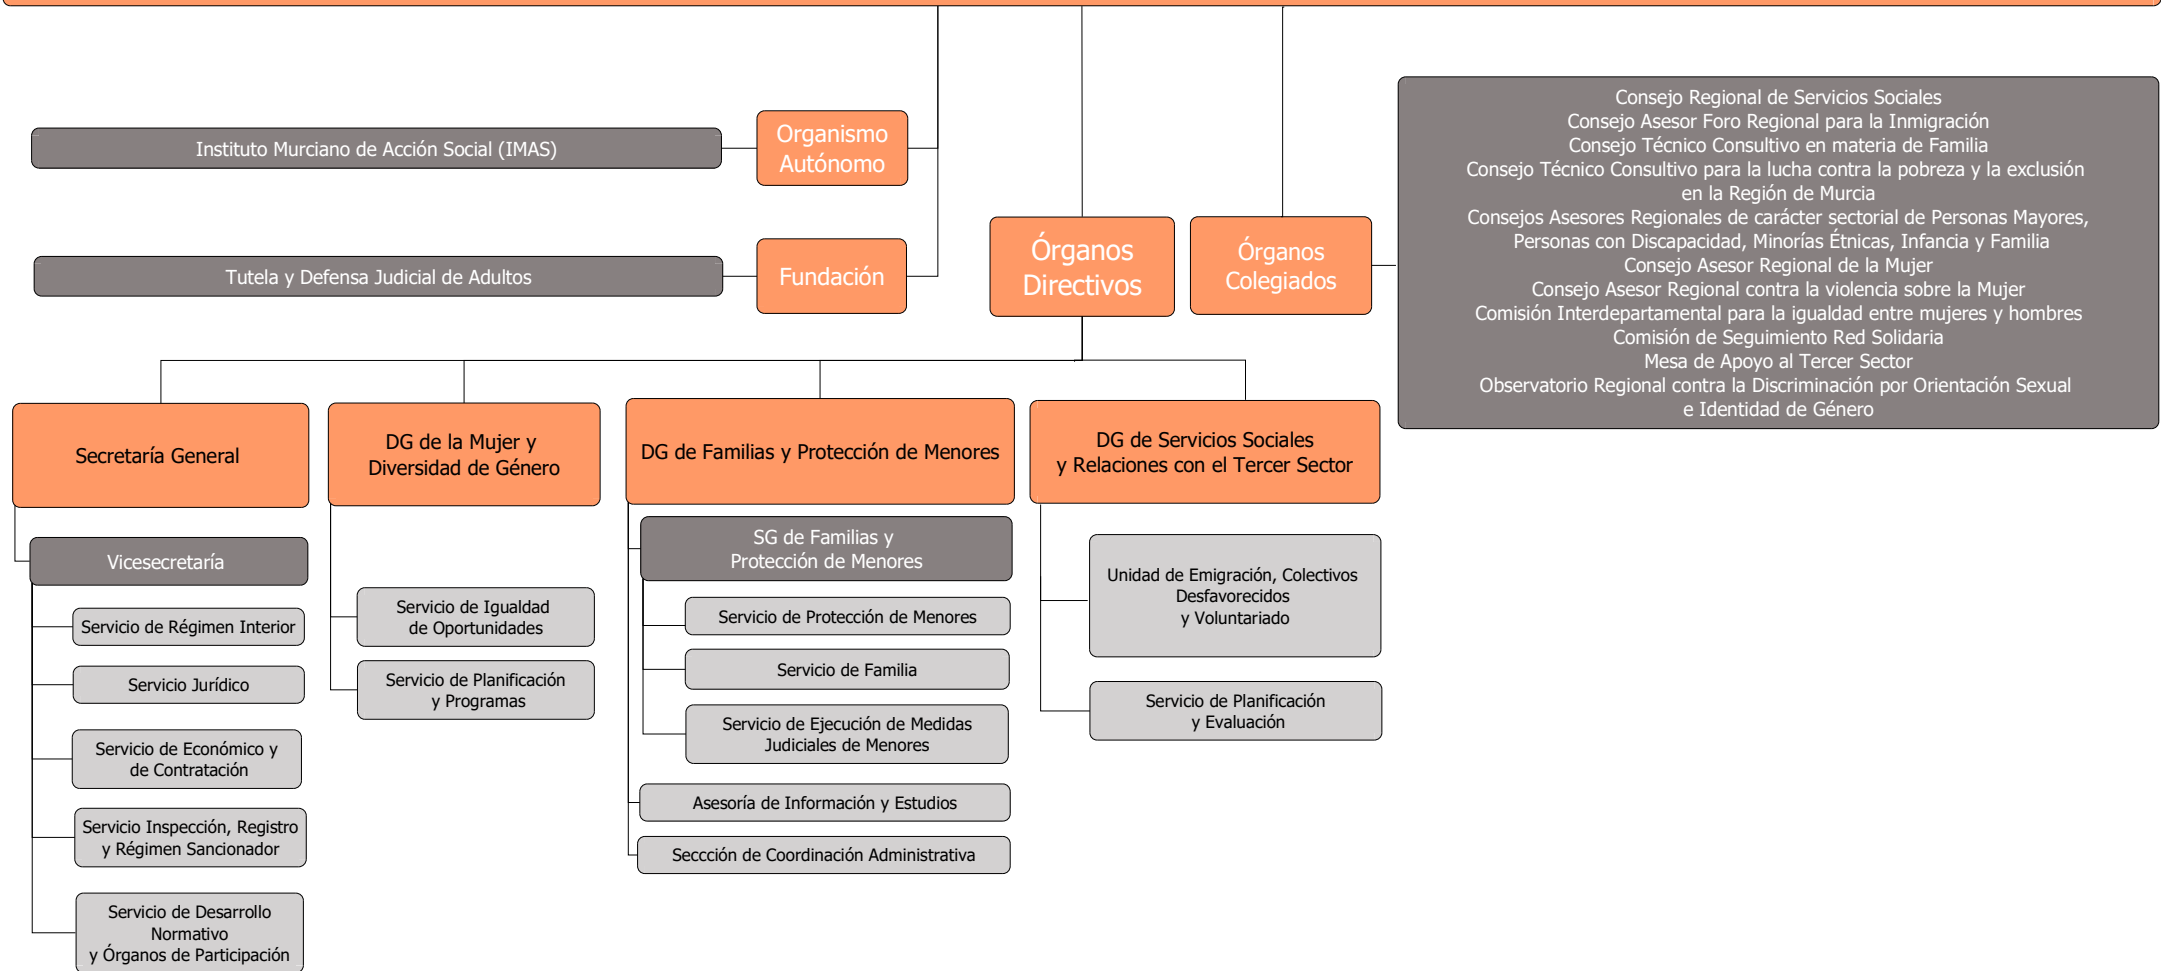 Organismo
Autónomo
Instituto Murciano de Acción Social (IMAS)
Fundación
Tutela y Defensa Judicial de Adultos
Órganos
Directivos
Órganos
Colegiados
Consejo Regional de Servicios Sociales
Consejo Asesor Foro Regional para la Inmigración
Consejo Técnico Consultivo en materia de Familia
Consejo Técnico Consultivo para la lucha contra la pobreza y la exclusión
en la Región de Murcia
Consejos Asesores Regionales de carácter sectorial de Personas Mayores,
Personas con Discapacidad, Minorías Étnicas, Infancia y Familia
Consejo Asesor Regional de la Mujer
Consejo Asesor Regional contra la violencia sobre la Mujer
Comisión Interdepartamental para la igualdad entre mujeres y hombres
Comisión de Seguimiento Red Solidaria
Mesa de Apoyo al Tercer Sector
Observatorio Regional contra la Discriminación por Orientación Sexual
e Identidad de Género
Secretaría General
Vicesecretaría
Servicio de Régimen Interior
Servicio Jurídico
Servicio de Económico y
de Contratación
Servicio Inspección, Registro
y Régimen Sancionador
Servicio de Desarrollo
Normativo
y Órganos de Participación
DG de la Mujer y
Diversidad de Género
Servicio de Igualdad
de Oportunidades
Servicio de Planificación
y Programas
DG de Familias y Protección de Menores
SG de Familias y
Protección de Menores
Servicio de Protección de Menores
Servicio de Familia
Servicio de Ejecución de Medidas
Judiciales de Menores
Asesoría de Información y Estudios
Seccción de Coordinación Administrativa
DG de Servicios Sociales
y Relaciones con el Tercer Sector
Unidad de Emigración, Colectivos
Desfavorecidos
y Voluntariado
Servicio de Planificación
y Evaluación